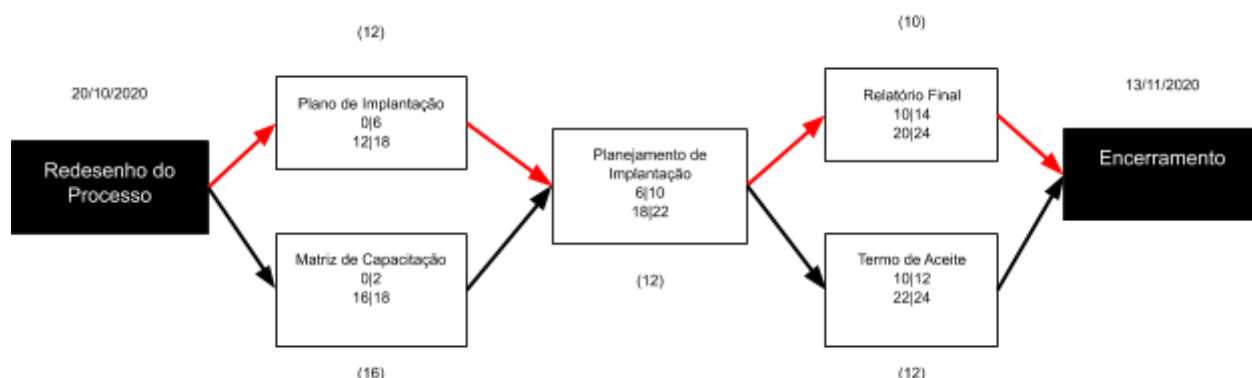 (12)
(10)
20/10/2020
13/11/2020
Plano de Implantação
0|6
12|18
Relatório Final
10|14
20|24
Redesenho do
Processo
Planejamento de
Implantação
6|10
18|22
Encerramento
Matriz de Capacitação
0|2
16|18
Termo de Aceite
10|12
22|24
(12)
(16)
(12)